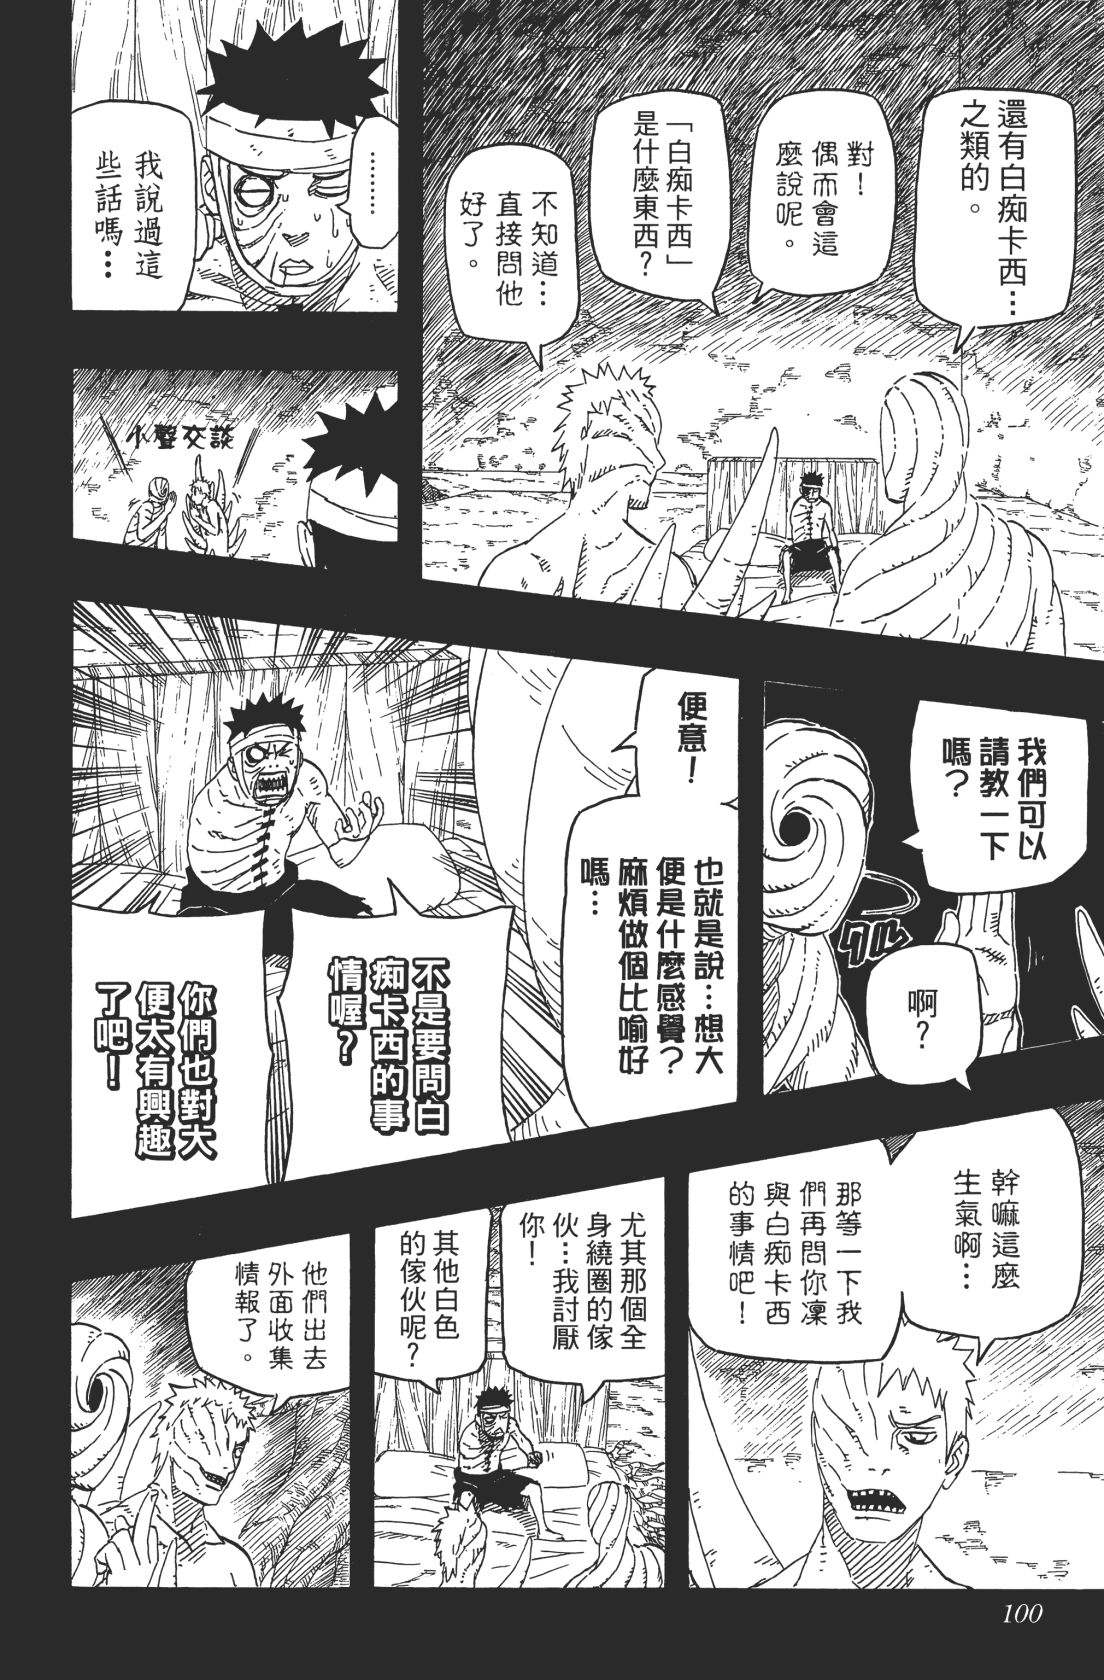 還有白痴卡西…
之類的。
對！
偶而會這
麼說呢。
「白痴卡西」
是什麼東西？
不知道…
直接問他
好了。
………
我說過這
些話嗎…
小聲交談
我們可以
請教一下
嗎？
クル
啊？
便意！
也就是說…想大
便是什麼感覺？
麻煩做個比喻好
嗎…
不是要問白
痴卡西的事
情喔？
你們也對大
便太有興趣
了吧！
幹嘛這麼
生氣啊…
那等一下我
們再問你凜
與白痴卡西
的事情吧！
尤其那個全
身繞圈的傢
伙…我討厭
你！
其他白色
的傢伙呢？
他們出去
外面收集
情報了。
100